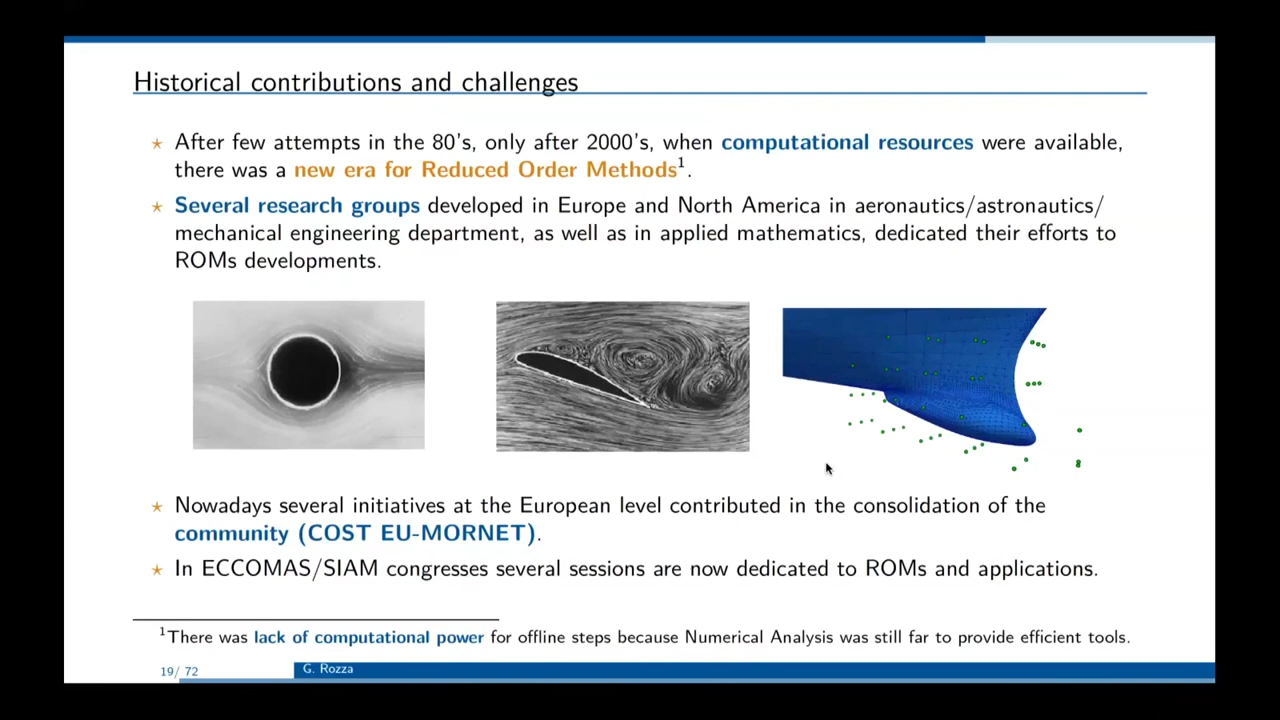 Historical contributions and challenges
⋆ After few attempts in the 80's, only after 2000's, when computational resources were available,
there was a new era for Reduced Order Methods¹.
⋆ Several research groups developed in Europe and North America in aeronautics/astronautics/
mechanical engineering department, as well as in applied mathematics, dedicated their efforts to
ROMs developments.
⋆ Nowadays several initiatives at the European level contributed in the consolidation of the
community (COST EU-MORNET).
⋆ In ECCOMAS/SIAM congresses several sessions are now dedicated to ROMs and applications.
¹There was lack of computational power for offline steps because Numerical Analysis was still far to provide efficient tools.
19/ 72
G. Rozza